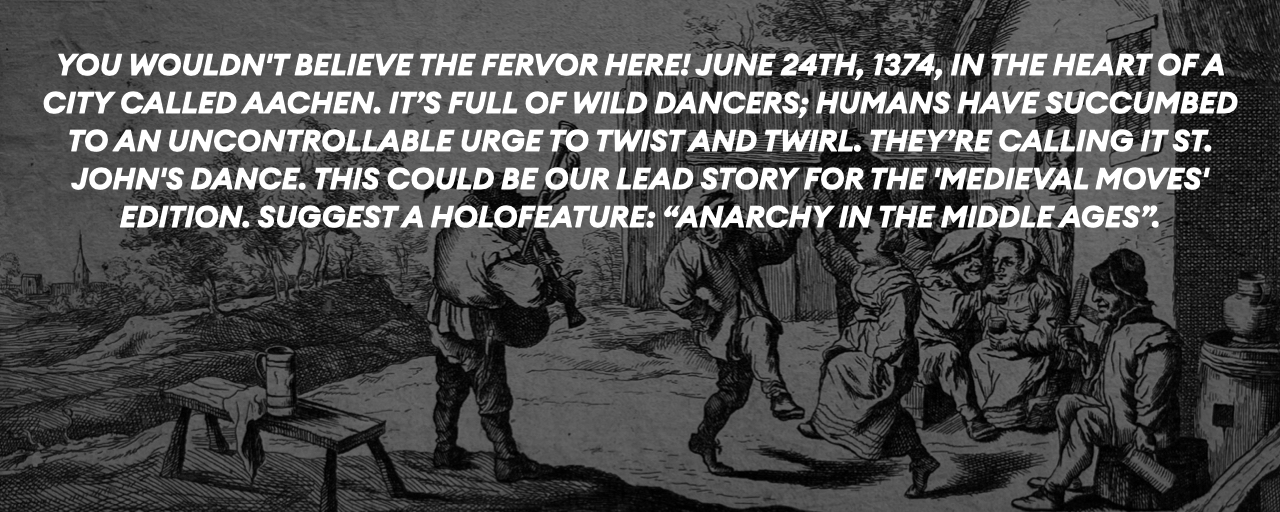 YOU WOULDN'T BELIEVE THE FERVOR HERE! JUNE 24TH, 1374, IN THE HEART OF A
CITY CALLED AACHEN. IT’S FULL OF WILD DANCERS; HUMANS HAVE SUCCUMBED
TO AN UNCONTROLLABLE URGE TO TWIST AND TWIRL. THEY’RE CALLING IT ST.
JOHN'S DANCE. THIS COULD BE OUR LEAD STORY FOR THE 'MEDIEVAL MOVES'
EDITION. SUGGEST A HOLOFEATURE: “ANARCHY IN THE MIDDLE AGES”.